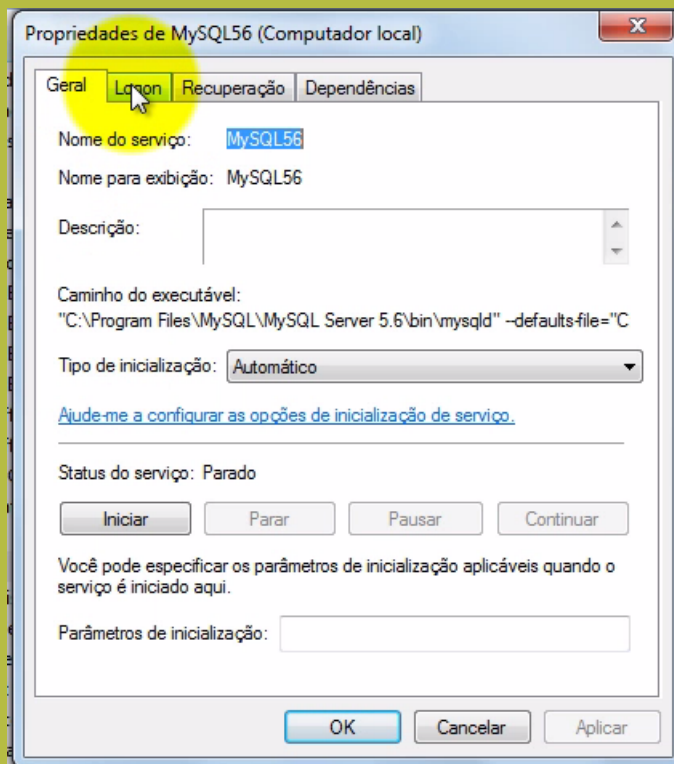 Propriedades de MySQL56 (Computador local)
Geral Logon Recuperação Dependências
Nome do serviço: MySQL56
Nome para exibição: MySQL56
Descrição:
Caminho do executável:
"C:\Program Files\MySQL\MySQL Server 5.6\bin\mysqld" --defaults-file="C
Tipo de inicialização: Automático
Ajude-me a configurar as opções de inicialização de serviço.
Status do serviço: Parado
Iniciar Parar Pausar Continuar
Você pode especificar os parâmetros de inicialização aplicáveis quando o
serviço é iniciado aqui.
Parâmetros de inicialização:
OK Cancelar Aplicar